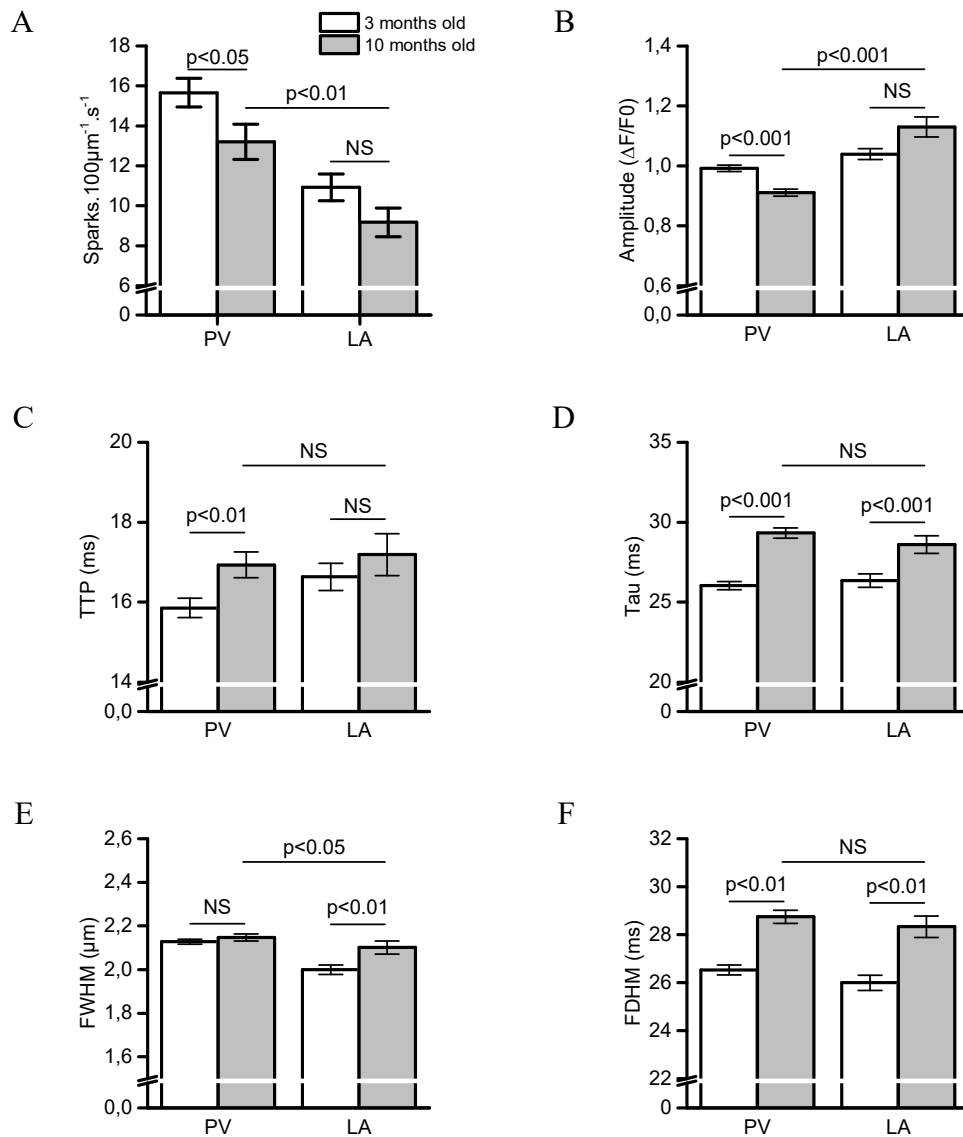 A
3 months old
10 months old
18
16
14
12
10
8
6
0
Sparks.100µm⁻¹.s⁻¹
p<0.05
p<0.01
NS
PV
LA
B
1,4
1,2
1,0
0,8
0,6
0,0
Amplitude (ΔF/F0)
p<0.001
NS
p<0.001
PV
LA
C
20
18
16
14
0,0
TTP (ms)
NS
p<0.01
NS
PV
LA
D
35
30
25
20
0
Tau (ms)
NS
p<0.001
p<0.001
PV
LA
E
2,6
2,4
2,2
2,0
1,8
1,6
0,0
FWHM (µm)
p<0.05
NS
p<0.01
PV
LA
F
32
30
28
26
24
22
0
FDHM (ms)
NS
p<0.01
p<0.01
PV
LA